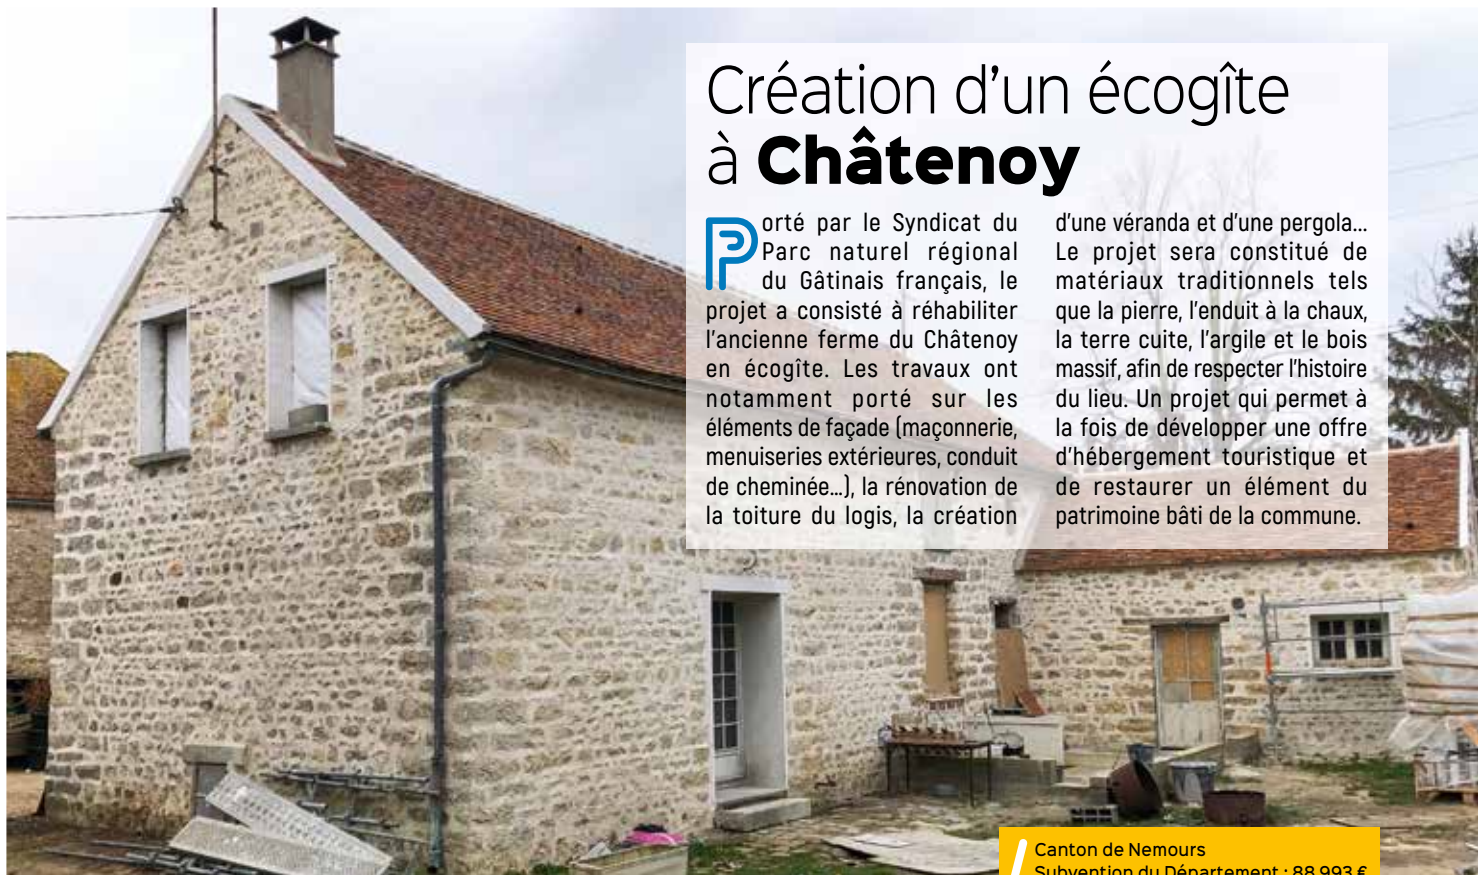 Création d'un écogîte
à Châtenoy
Porté par le Syndicat du
Parc naturel régional
du Gâtinais français, le
projet a consisté à réhabiliter
l'ancienne ferme du Châtenoy
en écogîte. Les travaux ont
notamment porté sur les
éléments de façade (maçonnerie,
menuiseries extérieures, conduit
de cheminée...), la rénovation de
la toiture du logis, la création
d'une véranda et d'une pergola...
Le projet sera constitué de
matériaux traditionnels tels
que la pierre, l'enduit à la chaux,
la terre cuite, l'argile et le bois
massif, afin de respecter l'histoire
du lieu. Un projet qui permet à
la fois de développer une offre
d'hébergement touristique et
de restaurer un élément du
patrimoine bâti de la commune.
Canton de Nemours
Subvention du Département : 88 993 €